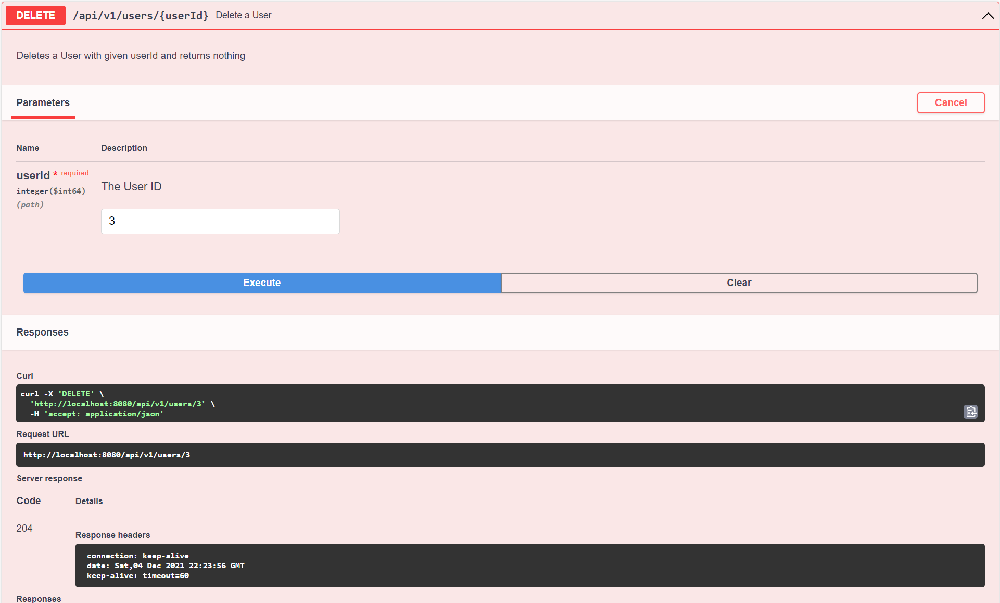 DELETE /api/v1/users/{userId} Delete a User
Deletes a User with given userId and returns nothing
Parameters Cancel
Name Description
userId * required
integer($int64)
(path)
The User ID
3
Execute Clear
Responses
Curl
curl -X 'DELETE' \
'http://localhost:8080/api/v1/users/3' \
-H 'accept: application/json'
Request URL
http://localhost:8080/api/v1/users/3
Server response
Code Details
204
Response headers
connection: keep-alive
date: Sat,04 Dec 2021 22:23:56 GMT
keep-alive: timeout=60
Responses